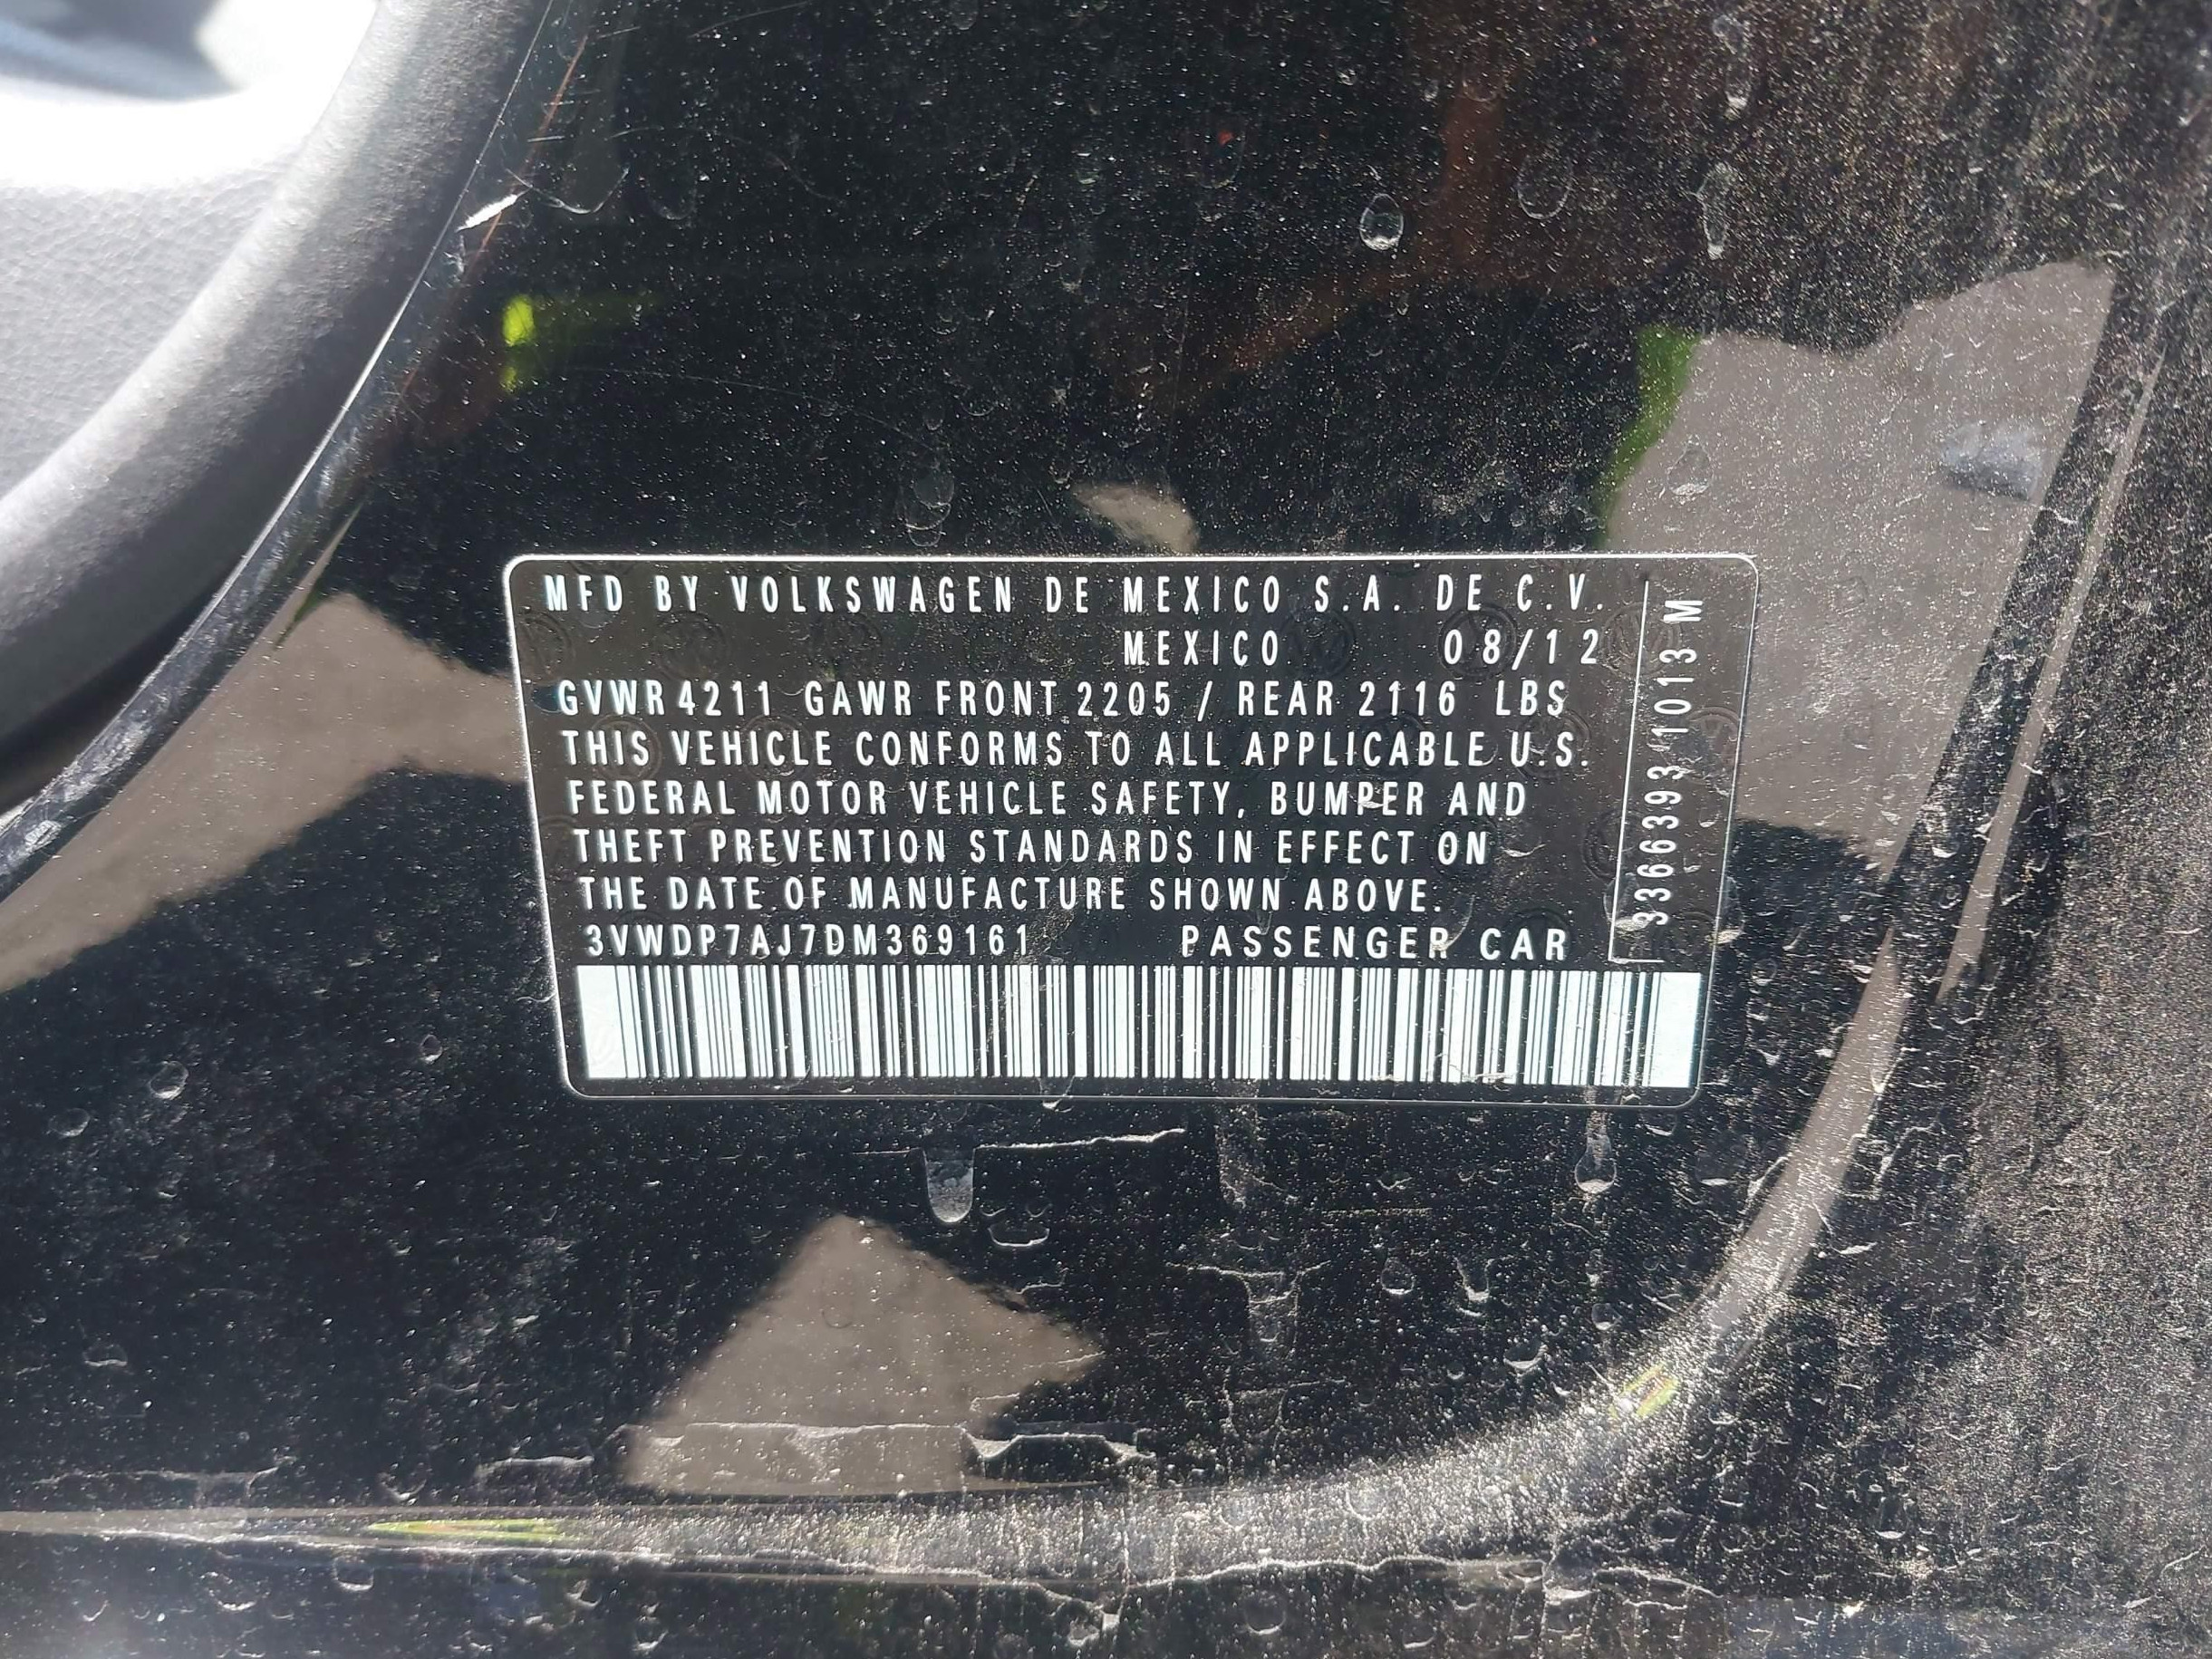 MFD BY VOLKSWAGEN DE MEXICO S.A. DE C.V.
MEXICO 08/12
GVWR 4211 GAWR FRONT 2205 / REAR 2116 LBS
THIS VEHICLE CONFORMS TO ALL APPLICABLE U.S.
FEDERAL MOTOR VEHICLE SAFETY, BUMPER AND
THEFT PREVENTION STANDARDS IN EFFECT ON
THE DATE OF MANUFACTURE SHOWN ABOVE.
3VWDP7AJ7DM369161 PASSENGER CAR
33663931013 M